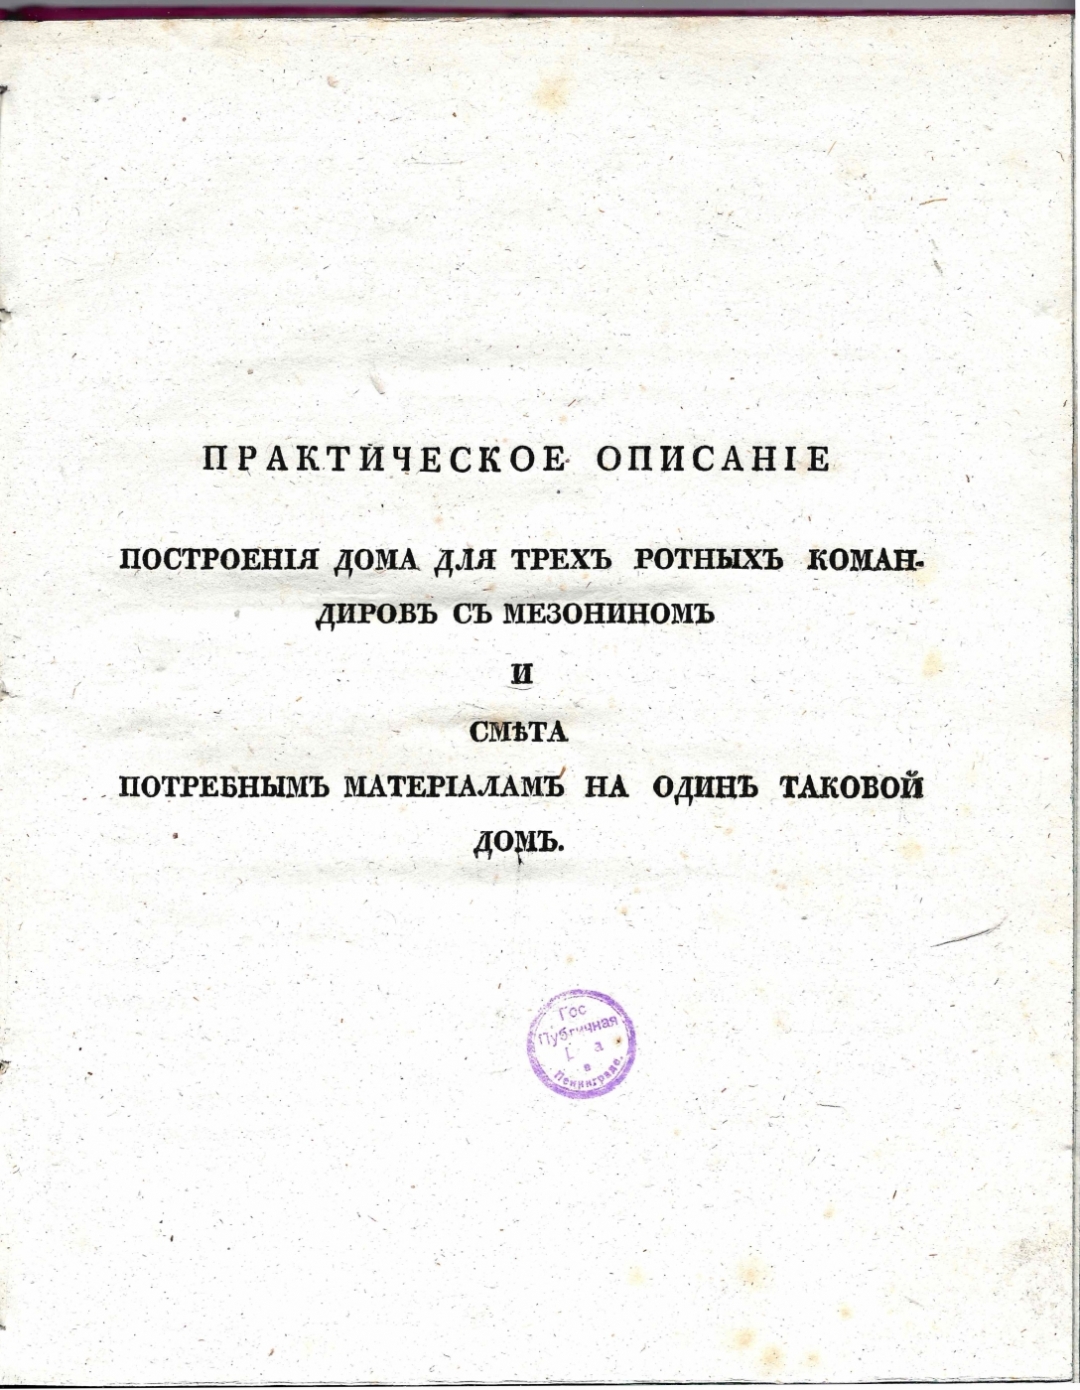 ПРАКТИЧЕСКОЕ ОПИСАНІЕ
ПОСТРОЕНІЯ ДОМА ДЛЯ ТРЕХЪ РОТНЫХЪ КОМАН-
ДИРОВЪ СЪ МЕЗОНИНОМЪ
И
СМѢТА
ПОТРЕБНЫМЪ МАТЕРІАЛАМЪ НА ОДИНЪ ТАКОВОЙ
ДОМЪ.
Гос
Публичная
в
Ленинграде.